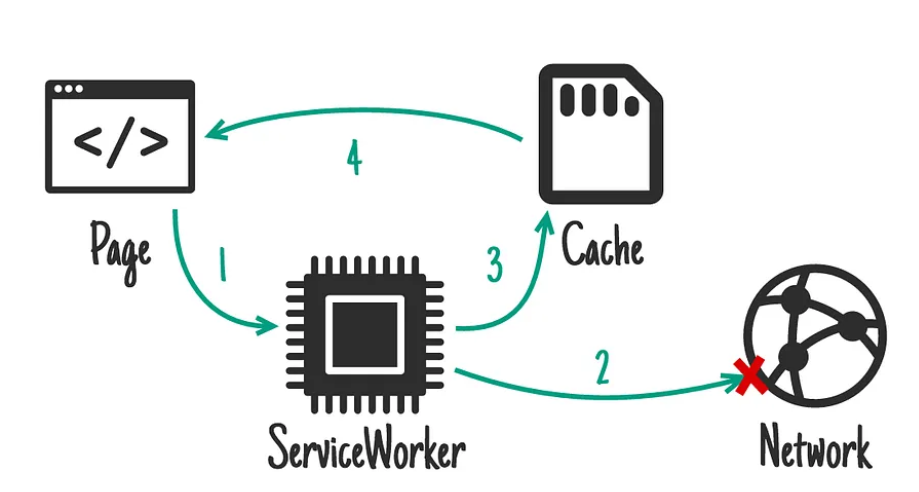 </>
4
Page
1
3
Cache
2
ServiceWorker
Network